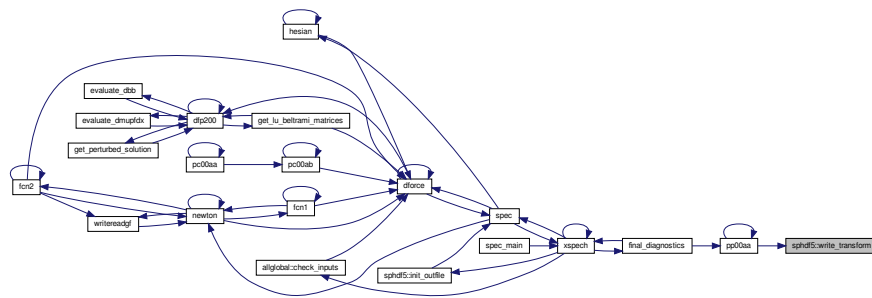 hesian
evaluate_dbb
evaluate_dmupfdx
dfp200
get_lu_beltrami_matrices
get_perturbed_solution
pc00aa
pc00ab
fcn2
dforce
newton
fcn1
writereadgf
spec
spec_main
xspech
final_diagnostics
pp00aa
sphdf5::write_transform
allglobal::check_inputs
sphdf5::init_outfile